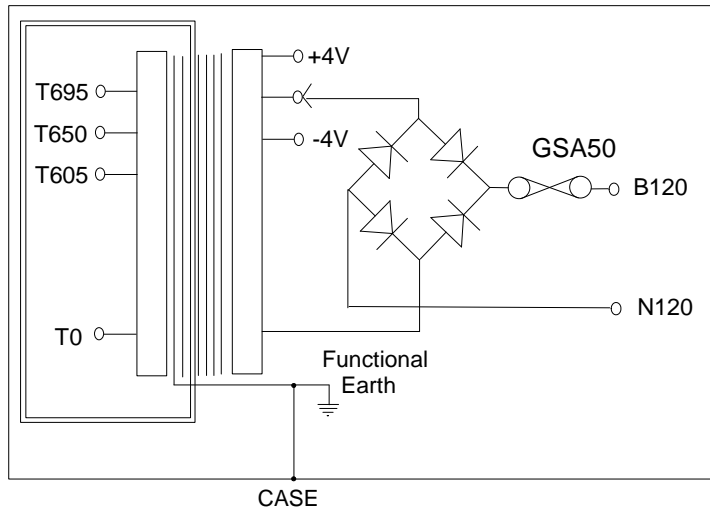 +4V
T695
T650
-4V
GSA50
T605
B120
N120
T0
Functional
Earth
CASE